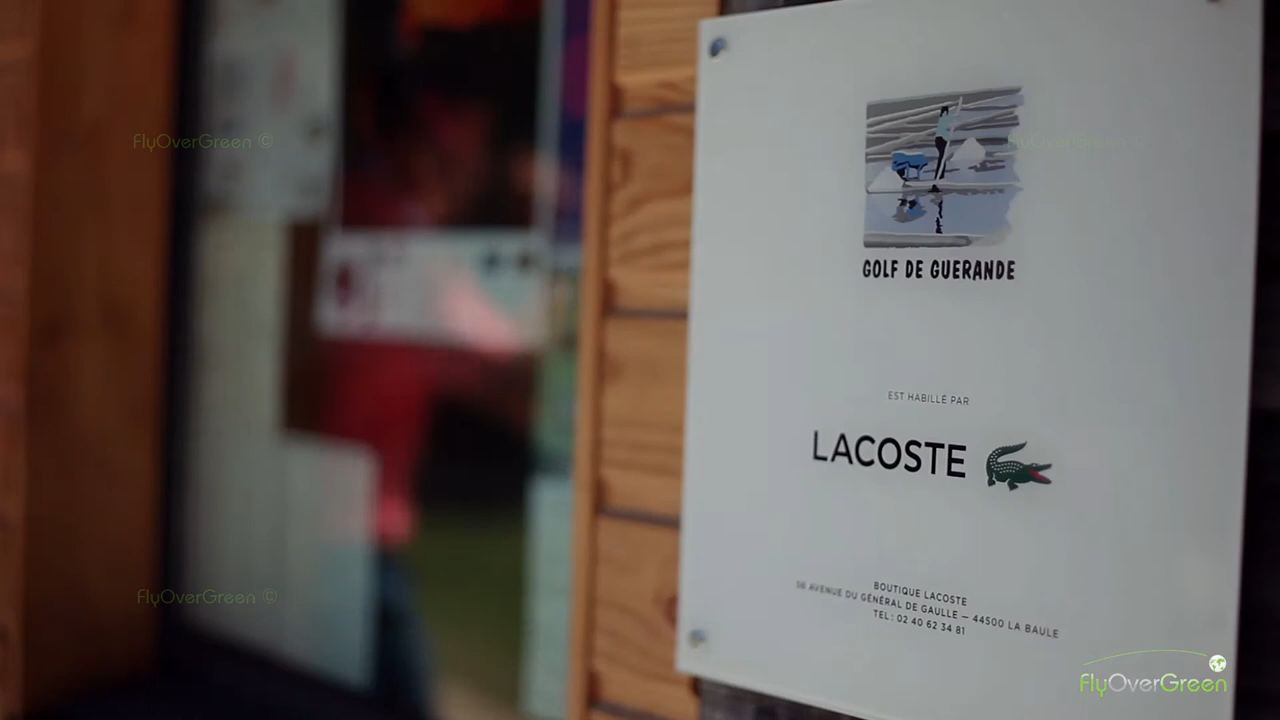 FlyOverGreen ©
FlyOverGreen ©
GOLF DE GUERANDE
EST HABILLÉ PAR
LACOSTE
BOUTIQUE LACOSTE
56 AVENUE DU GÉNÉRAL DE GAULLE – 44500 LA BAULE
TEL : 02 40 62 34 81
FlyOverGreen ©
FlyOverGreen